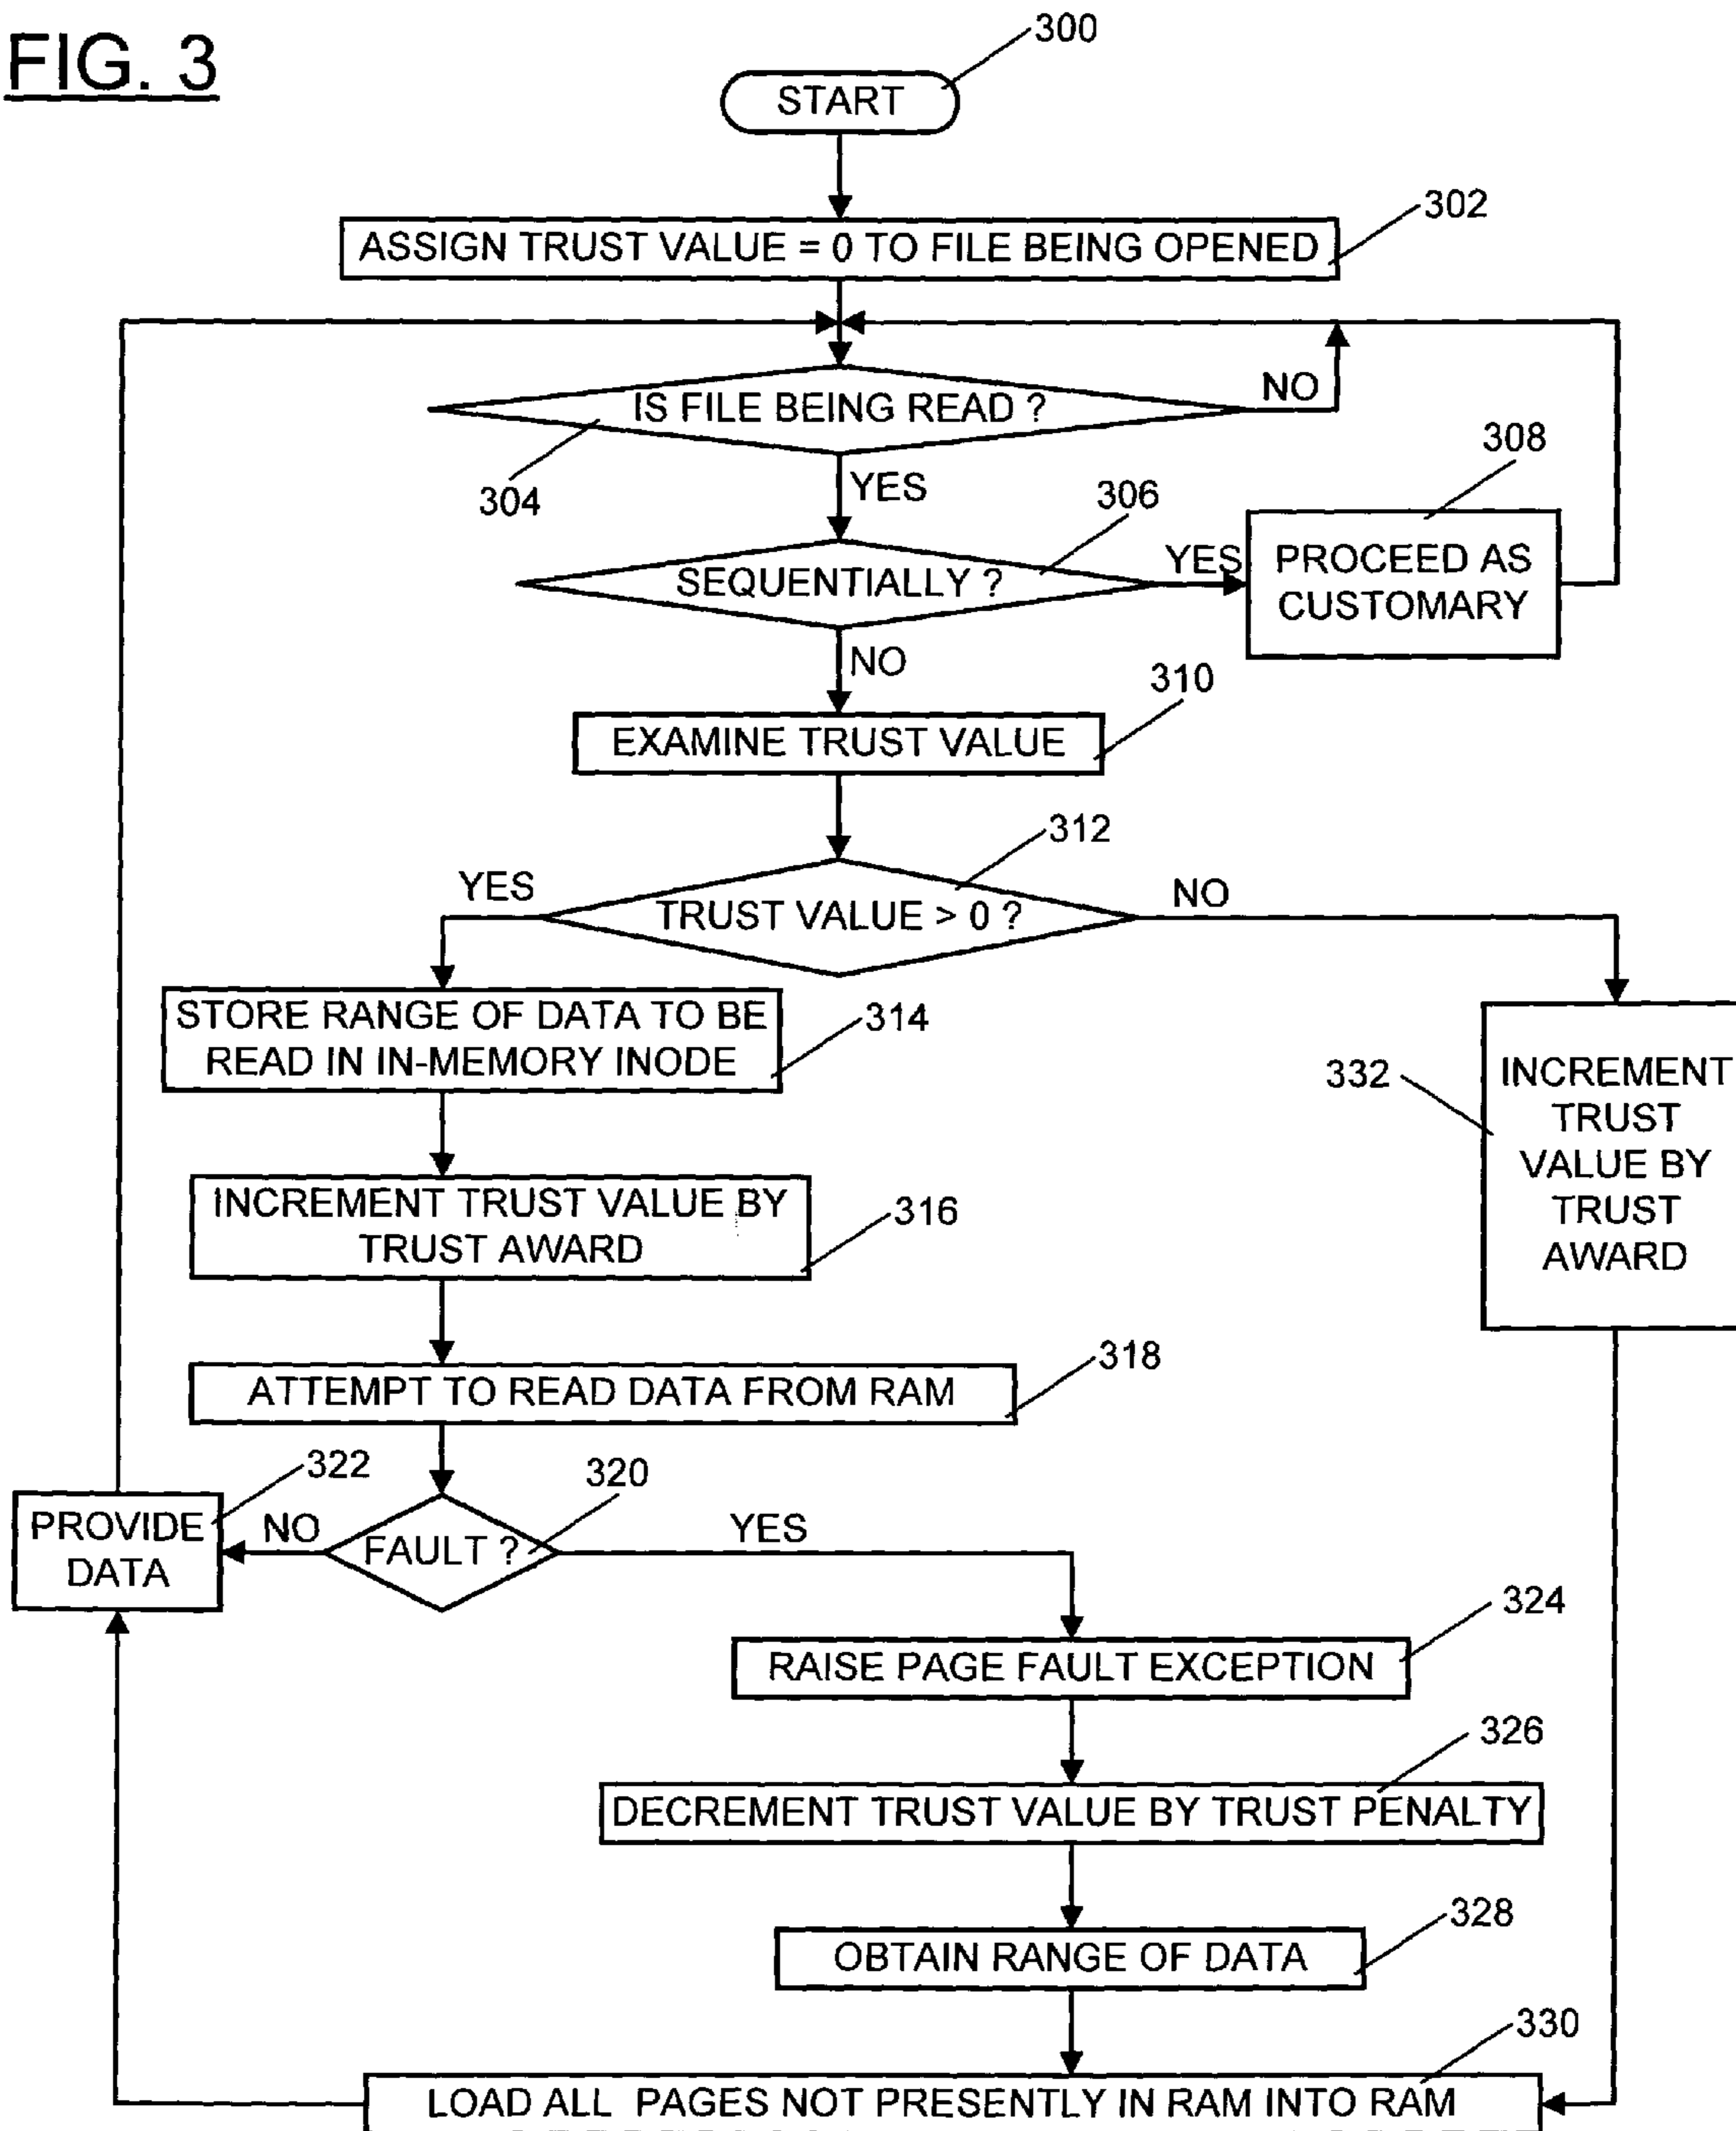 FIG. 3
300
START
302
ASSIGN TRUST VALUE = 0 TO FILE BEING OPENED
IS FILE BEING READ ?
NO
304
YES
308
306
SEQUENTIALLY ?
YES
PROCEED AS
CUSTOMARY
NO
310
EXAMINE TRUST VALUE
312
YES
TRUST VALUE > 0 ?
NO
STORE RANGE OF DATA TO BE
READ IN IN-MEMORY INODE
314
332
INCREMENT
TRUST
VALUE BY
TRUST
AWARD
INCREMENT TRUST VALUE BY
TRUST AWARD
316
318
ATTEMPT TO READ DATA FROM RAM
322
320
PROVIDE
DATA
NO
FAULT ?
YES
324
RAISE PAGE FAULT EXCEPTION
326
DECREMENT TRUST VALUE BY TRUST PENALTY
328
OBTAIN RANGE OF DATA
330
LOAD ALL PAGES NOT PRESENTLY IN RAM INTO RAM